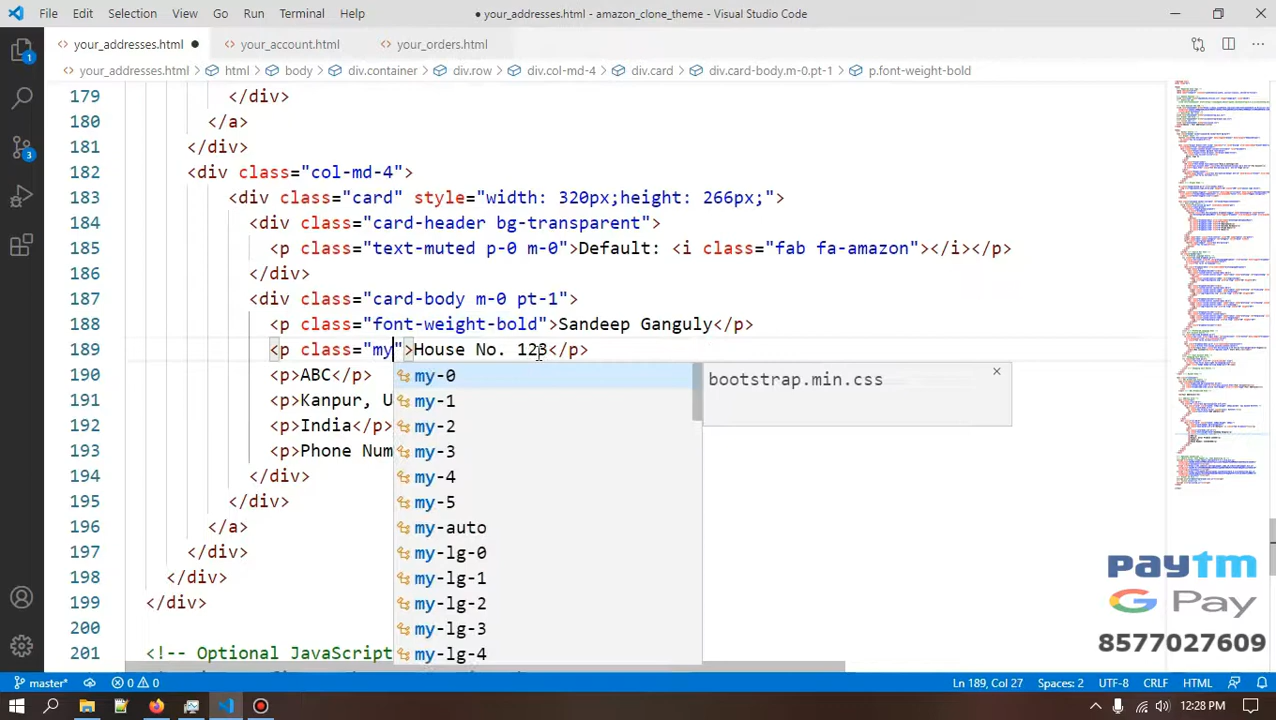 File Edit Selection View Go Run Terminal Help
● your_addresses.html - amazon_clone_theme - Visual Studio Code
<> your_addresses.html ●
<> your_account.html
<> your_orders.html
<> your_addresses.html > html > body > div.container > div.row > div.col-md-4 > div.card > div.card-body.m-0.pt-1 > p.font-weight-bold
179 </div>
180 </a>
181 </div>
182 <div class="col-md-4">
183 <div class="card" style="width: 320px;height: 266px;">
184 <div class="card-header bg-transparent">
185 <p class="text-muted p-0 m-0">Default: <i class="fab fa-amazon"></i></p>
186 </div>
187 <div class="card-body m-0 pt-1">
188 <p class="font-weight-bold">Sandeep Ganguly</p>
189 <p class="my">House </p>
<p>ABC</p>
191 <p>Kanpur, U
192 <p>India</p>
193 <p>Phone Num
194 </div>
195 </div>
196 </a>
197 </div>
198 </div>
199 </div>
200
201 <!-- Optional JavaScript
my-0
my-1
my-2
my-3
my-4
my-5
my-auto
my-lg-0
my-lg-1
my-lg-2
my-lg-3
my-lg-4
bootstrap.min.css
paytm
G Pay
8577027609
1
3
master*
0 0
Ln 189, Col 27
Spaces: 2
UTF-8
CRLF
HTML
12:28 PM